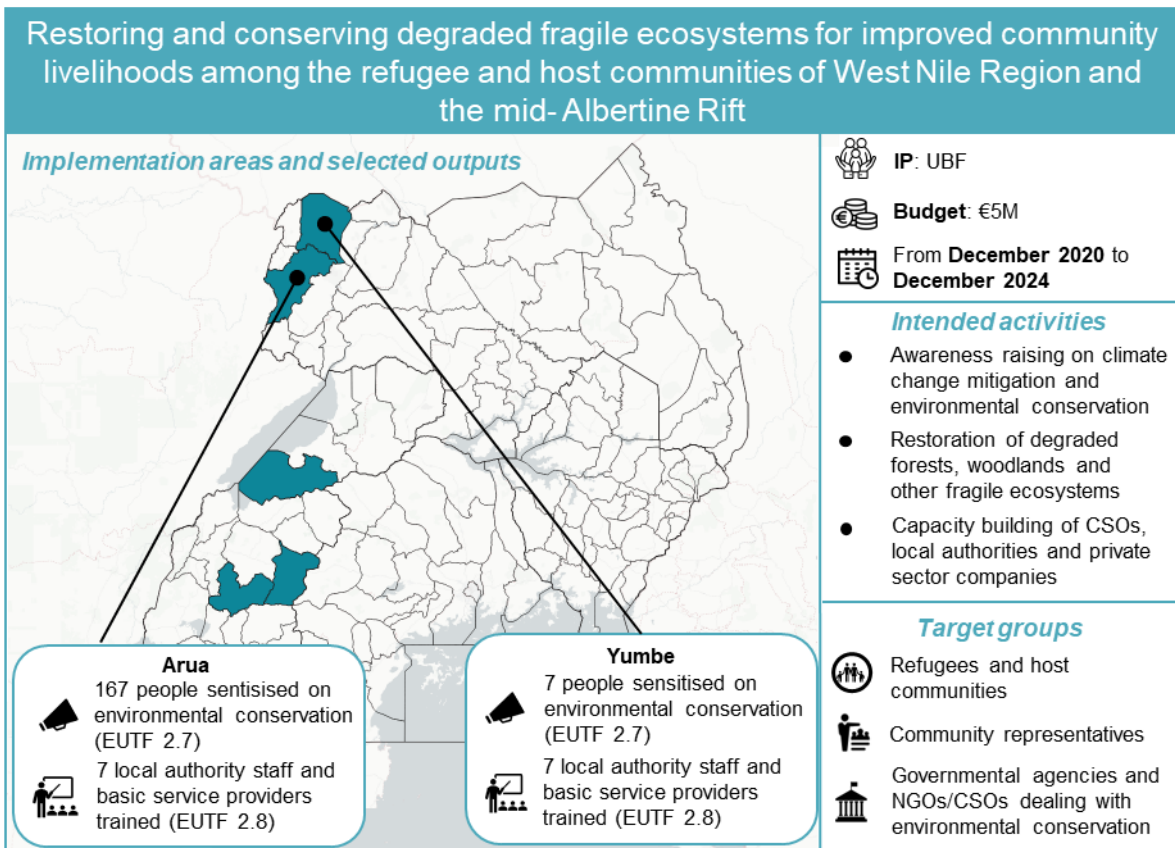 Restoring and conserving degraded fragile ecosystems for improved community
livelihoods among the refugee and host communities of West Nile Region and
the mid- Albertine Rift
Implementation areas and selected outputs
Arua
167 people sentisised on
environmental conservation
(EUTF 2.7)
7 local authority staff and
basic service providers
trained (EUTF 2.8)
Yumbe
7 people sensitised on
environmental conservation
(EUTF 2.7)
7 local authority staff and
basic service providers
trained (EUTF 2.8)
IP: UBF
Budget: €5M
From December 2020 to
December 2024
Intended activities
● Awareness raising on climate
change mitigation and
environmental conservation
● Restoration of degraded
forests, woodlands and
other fragile ecosystems
● Capacity building of CSOs,
local authorities and private
sector companies
Target groups
Refugees and host
communities
Community representatives
Governmental agencies and
NGOs/CSOs dealing with
environmental conservation